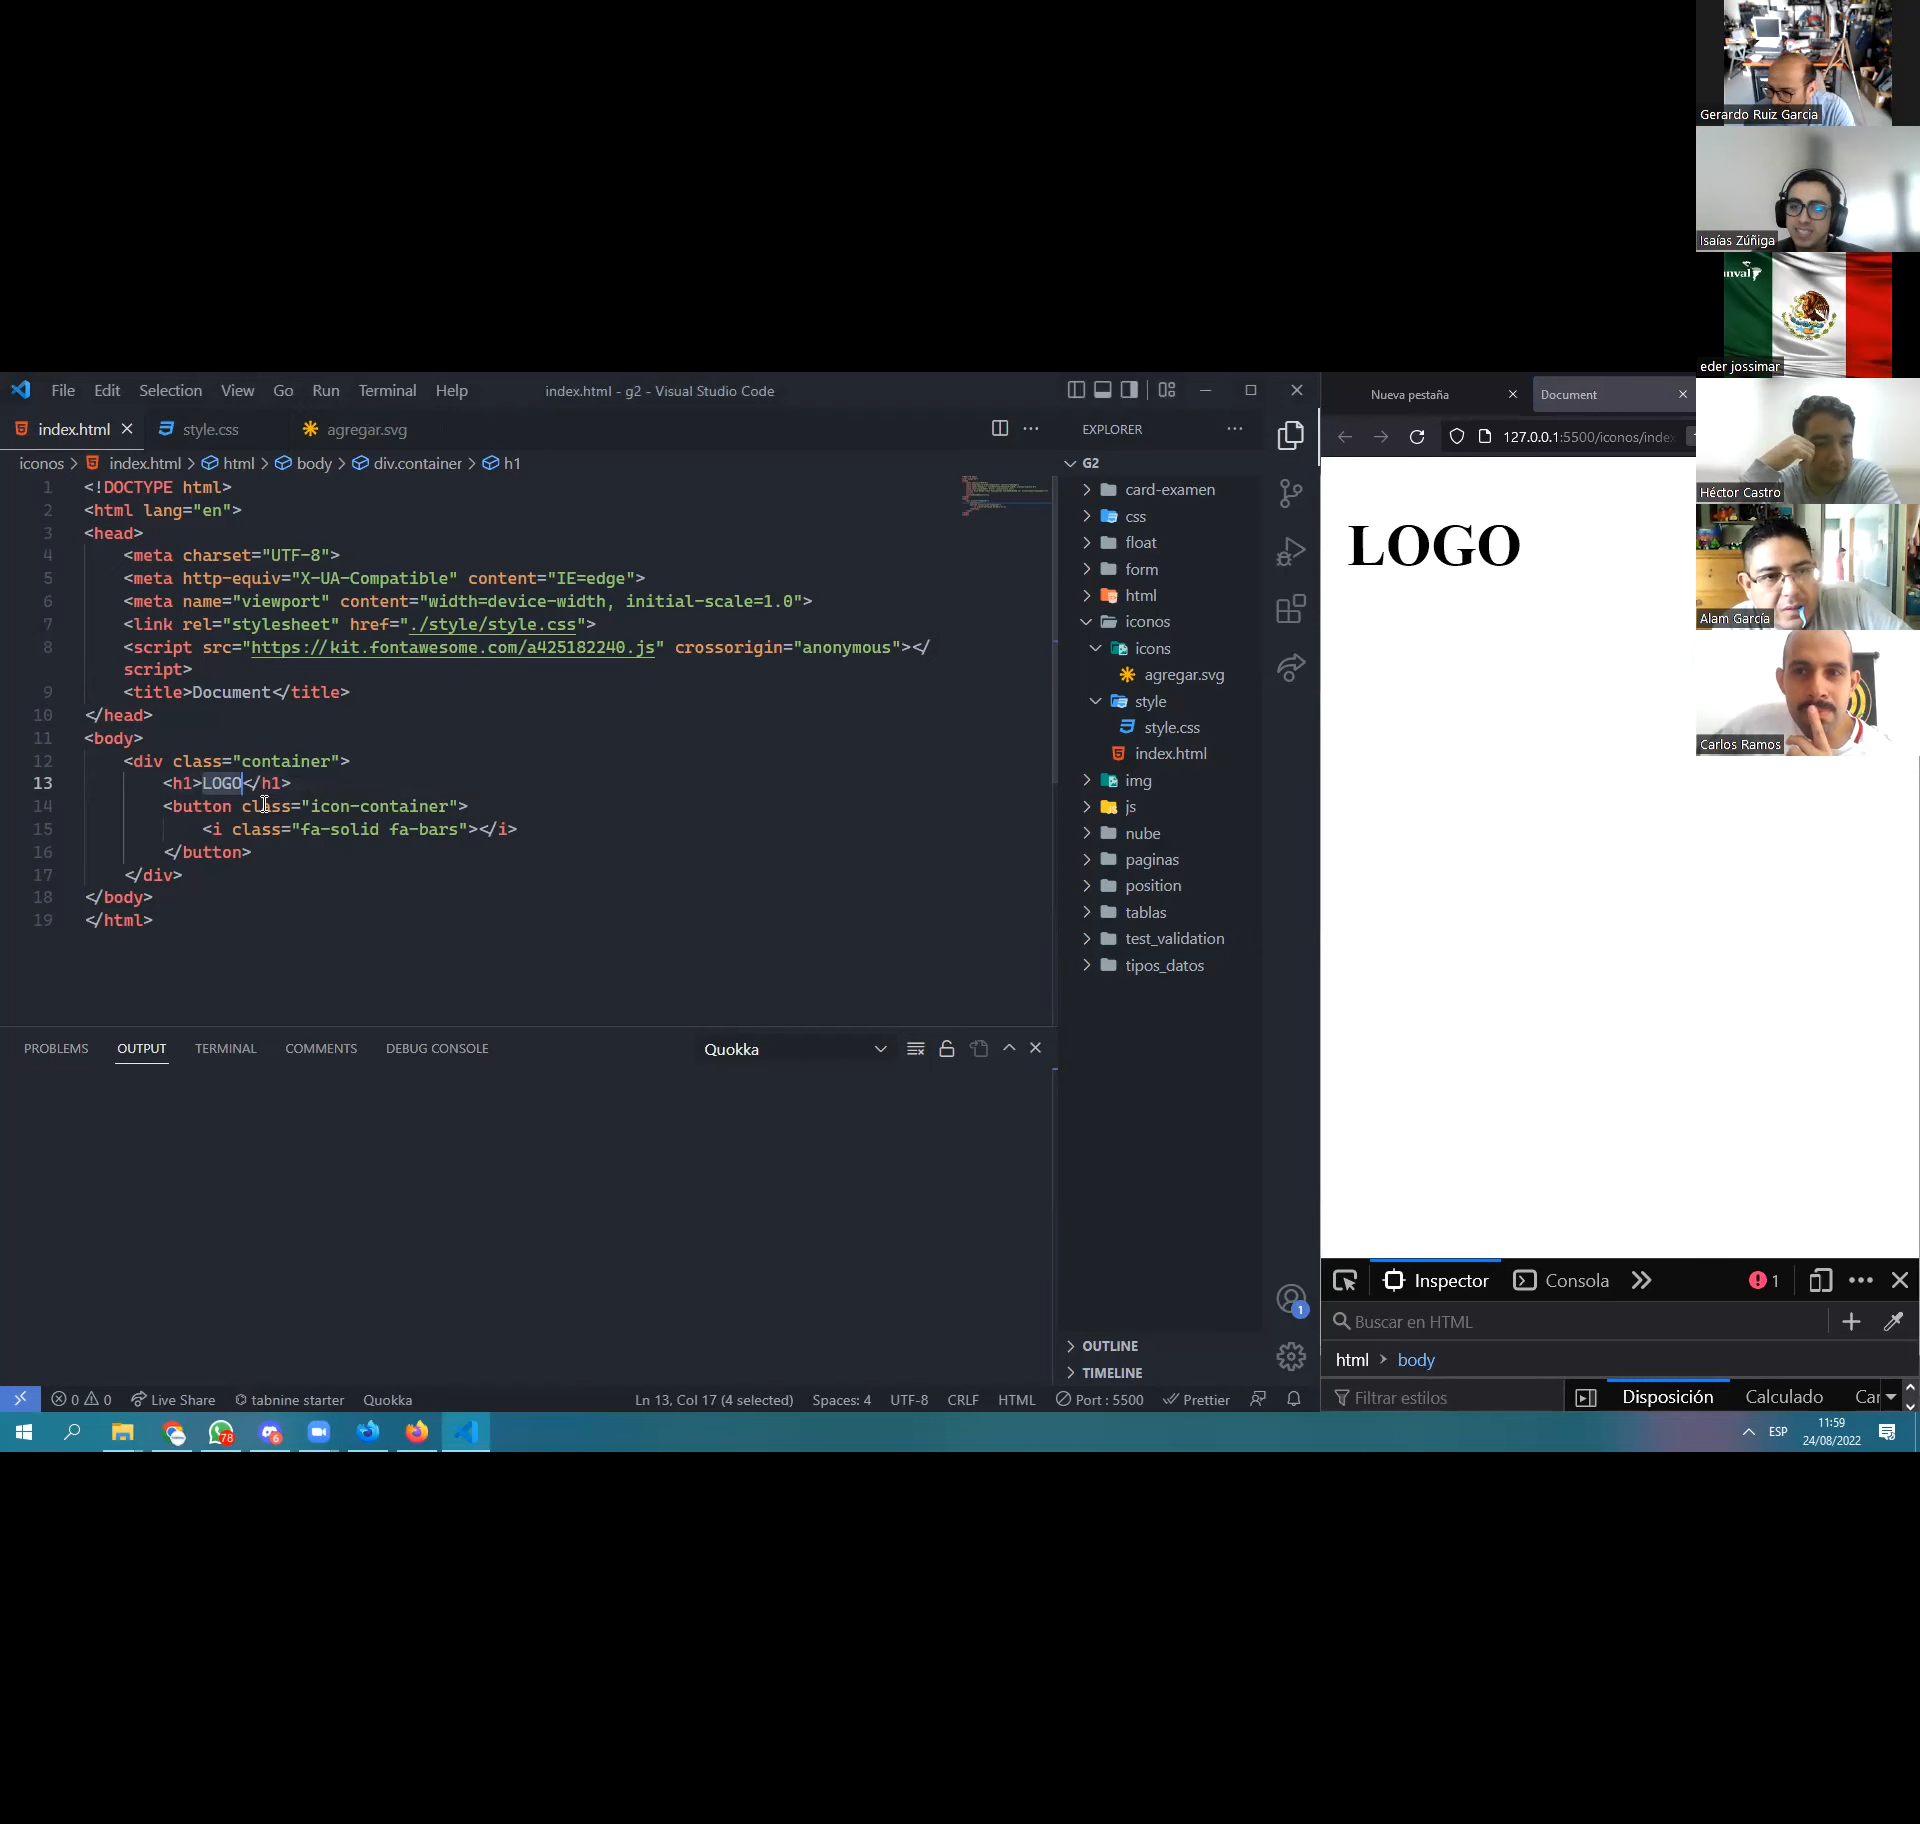 Gerardo Ruiz Garcia
Isaías Zúñiga
eder jossimar
Héctor Castro
Alam García
Carlos Ramos
File Edit Selection View Go Run Terminal Help
index.html - g2 - Visual Studio Code
index.html
style.css
agregar.svg
iconos > index.html > html > body > div.container > h1
1 <!DOCTYPE html>
2 <html lang="en">
3 <head>
4 <meta charset="UTF-8">
5 <meta http-equiv="X-UA-Compatible" content="IE=edge">
6 <meta name="viewport" content="width=device-width, initial-scale=1.0">
7 <link rel="stylesheet" href="./style/style.css">
8 <script src="https://kit.fontawesome.com/a425182240.js" crossorigin="anonymous"></
script>
9 <title>Document</title>
10 </head>
11 <body>
12 <div class="container">
13 <h1>LOGO</h1>
14 <button class="icon-container">
15 <i class="fa-solid fa-bars"></i>
16 </button>
17 </div>
18 </body>
19 </html>
PROBLEMS OUTPUT TERMINAL COMMENTS DEBUG CONSOLE
Quokka
EXPLORER
G2
card-examen
css
float
form
html
iconos
icons
agregar.svg
style
style.css
index.html
img
js
nube
paginas
position
tablas
test_validation
tipos_datos
OUTLINE
TIMELINE
1
0 0 Live Share tabnine starter Quokka
Ln 13, Col 17 (4 selected) Spaces: 4 UTF-8 CRLF HTML Port : 5500 Prettier
Nueva pestaña
Document
127.0.0.1:5500/iconos/index
LOGO
Inspector Consola 1
Buscar en HTML
html > body
Filtrar estilos
Disposición Calculado
78
6
ESP
11:59
24/08/2022